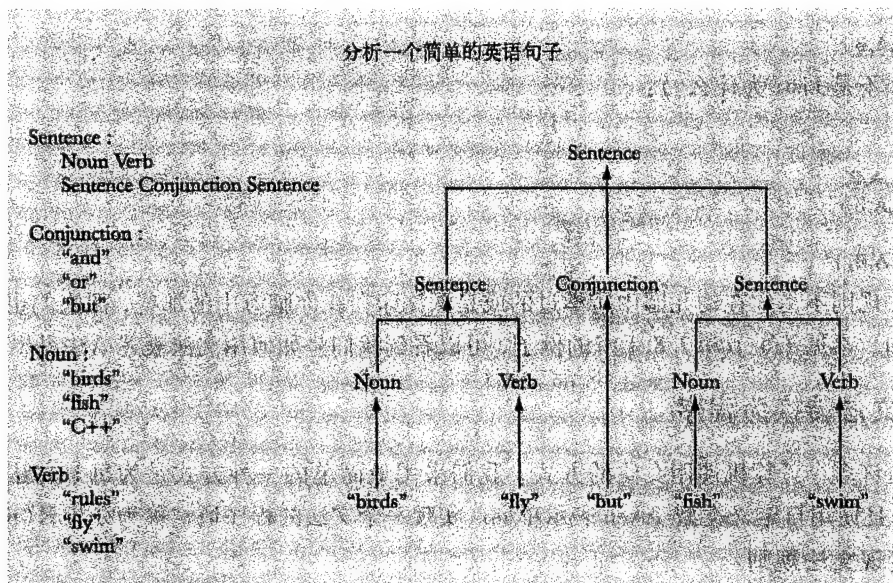 分析一个简单的英语句子
Sentence :
Noun Verb
Sentence Conjunction Sentence
Conjunction :
“and”
“or”
“but”
Noun :
“birds”
“fish”
“C++”
Verb
“rules”
“fly”
“swim”
Sentence
Sentence Conjunction Sentence
Noun Verb Noun Verb
“birds” “fly” “but” “fish” “swim”